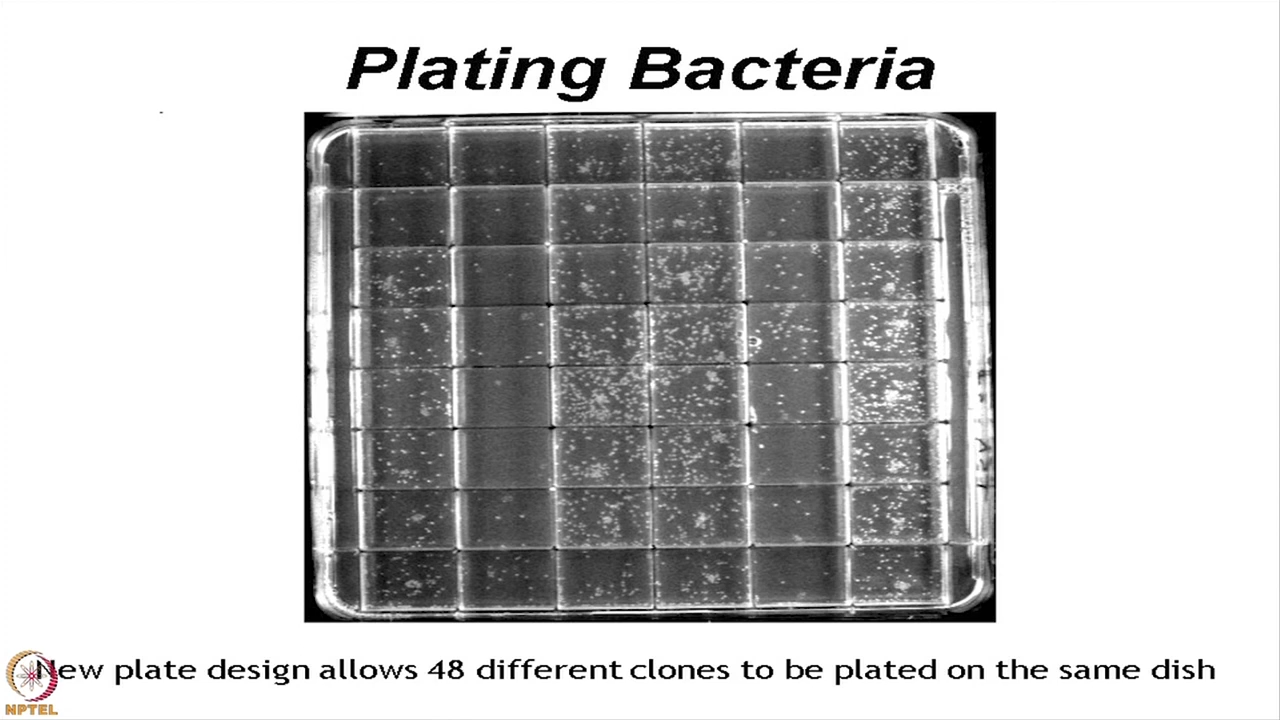 Plating Bacteria
New plate design allows 48 different clones to be plated on the same dish
NPTEL